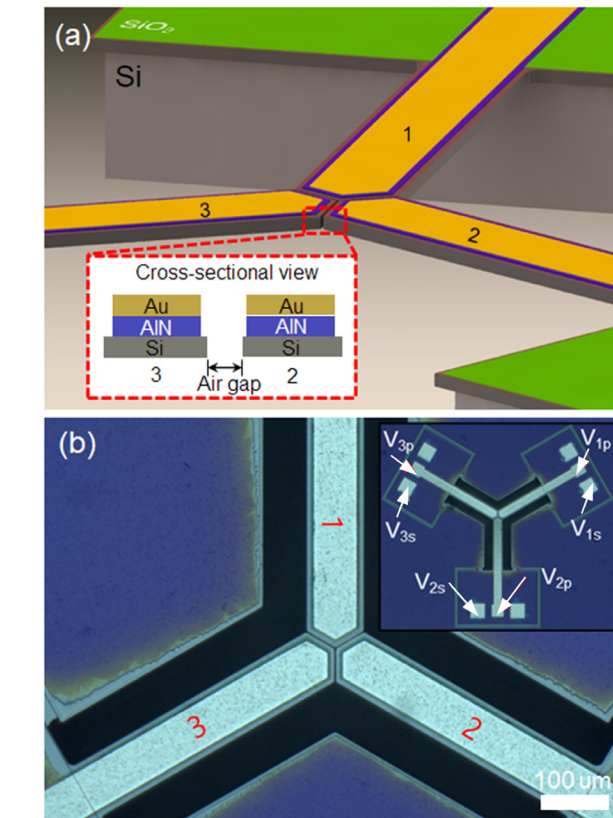 (a)
SiO₂
Si
1
3
2
Cross-sectional view
Au Au
AlN AlN
Si Si
3 2
Air gap
(b)
V3p V1p
V3s V1s
V2s V2p
1
3 2
100 um